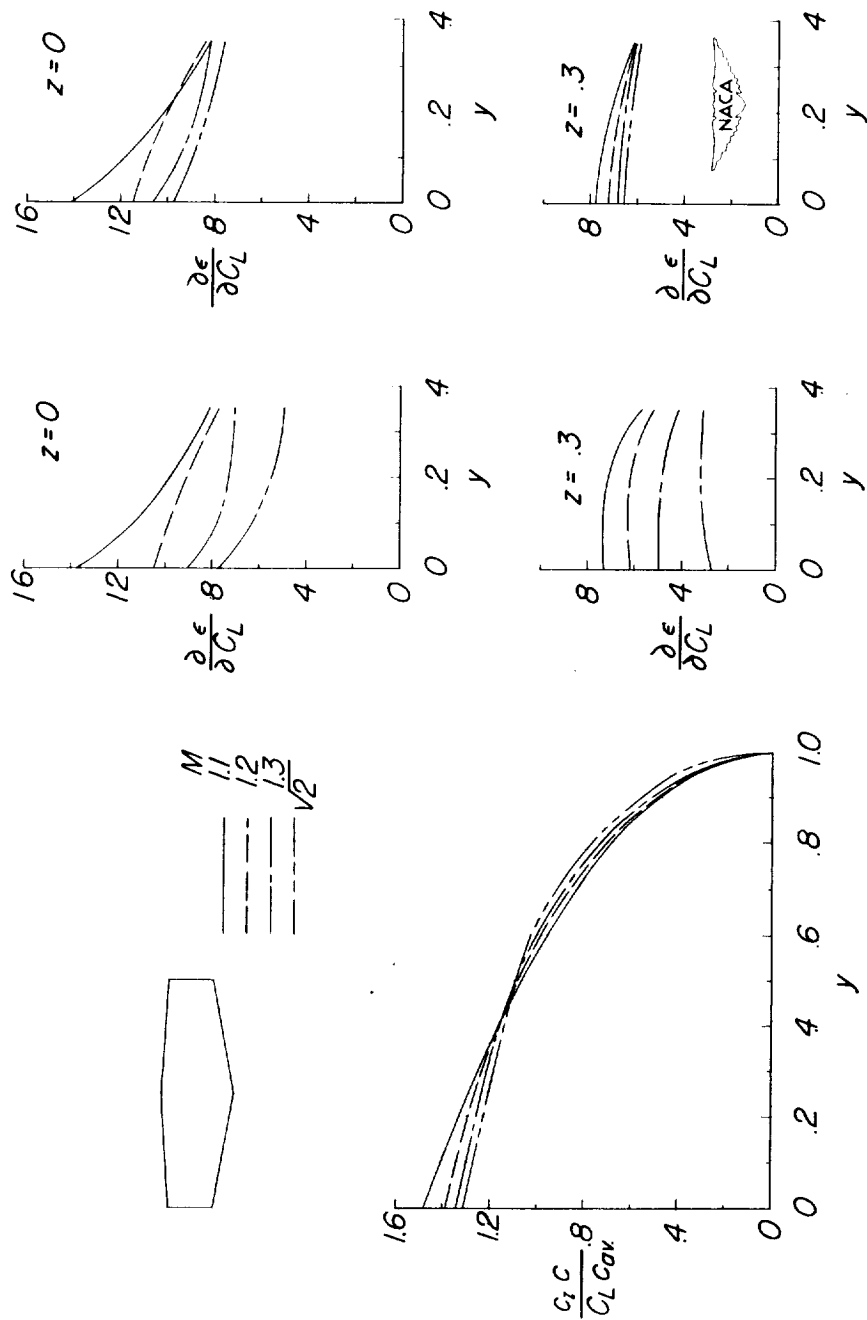 M
1.1
1.2
1.3
√2
1.6
1.2
.8
.4
0
c_l c
C_L c_av.
0
.2
.4
.6
.8
1.0
y
z=0
16
12
8
4
0
∂ε
∂C_L
0
.2
.4
y
z= .3
8
4
0
∂ε
∂C_L
0
.2
.4
y
z=0
16
12
8
4
0
∂ε
∂C_L
0
.2
.4
y
z= .3
8
4
0
∂ε
∂C_L
0
.2
.4
y
NACA